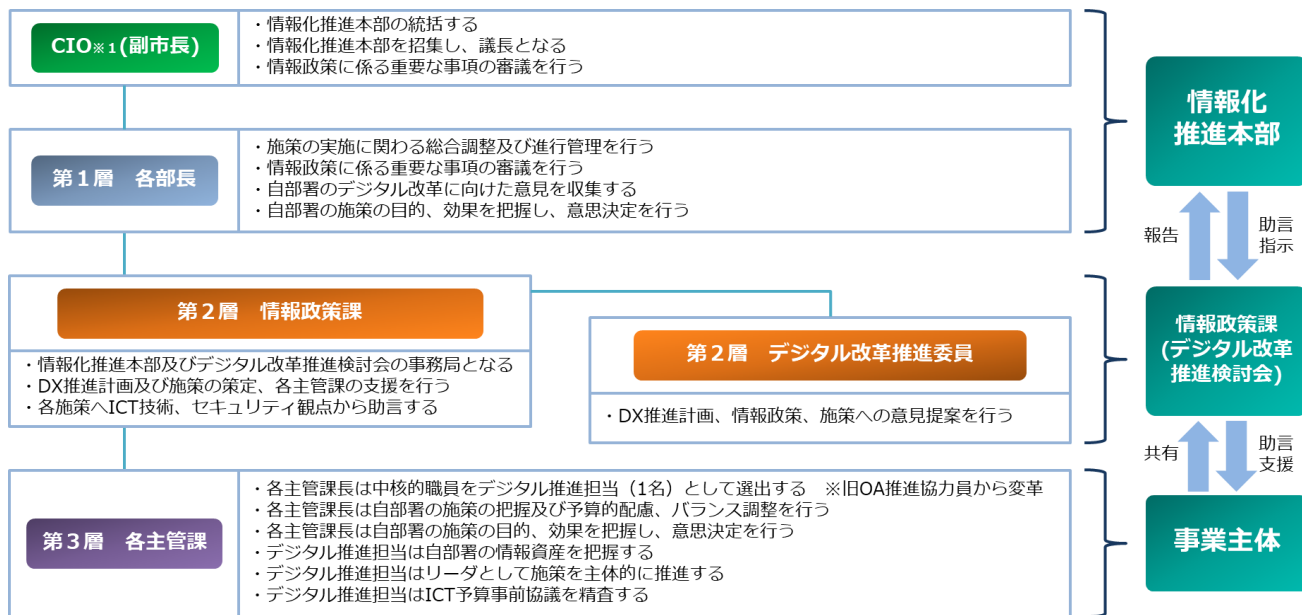 CIO※1(副市長)
・情報化推進本部の統括する
・情報化推進本部を招集し、議長となる
・情報政策に係る重要な事項の審議を行う
第1層　各部長
・施策の実施に関わる総合調整及び進行管理を行う
・情報政策に係る重要な事項の審議を行う
・自部署のデジタル改革に向けた意見を収集する
・自部署の施策の目的、効果を把握し、意思決定を行う
情報化
推進本部
報告
助言
指示
第２層　情報政策課
・情報化推進本部及びデジタル改革推進検討会の事務局となる
・DX推進計画及び施策の策定、各主管課の支援を行う
・各施策へICT技術、セキュリティ観点から助言する
第２層　デジタル改革推進委員
・DX推進計画、情報政策、施策への意見提案を行う
情報政策課
(デジタル改革
推進検討会)
共有
助言
支援
第３層　各主管課
・各主管課長は中核的職員をデジタル推進担当（1名）として選出する　※旧OA推進協力員から変革
・各主管課長は自部署の施策の把握及び予算的配慮、バランス調整を行う
・各主管課長は自部署の施策の目的、効果を把握し、意思決定を行う
・デジタル推進担当は自部署の情報資産を把握する
・デジタル推進担当はリーダとして施策を主体的に推進する
・デジタル推進担当はICT予算事前協議を精査する
事業主体